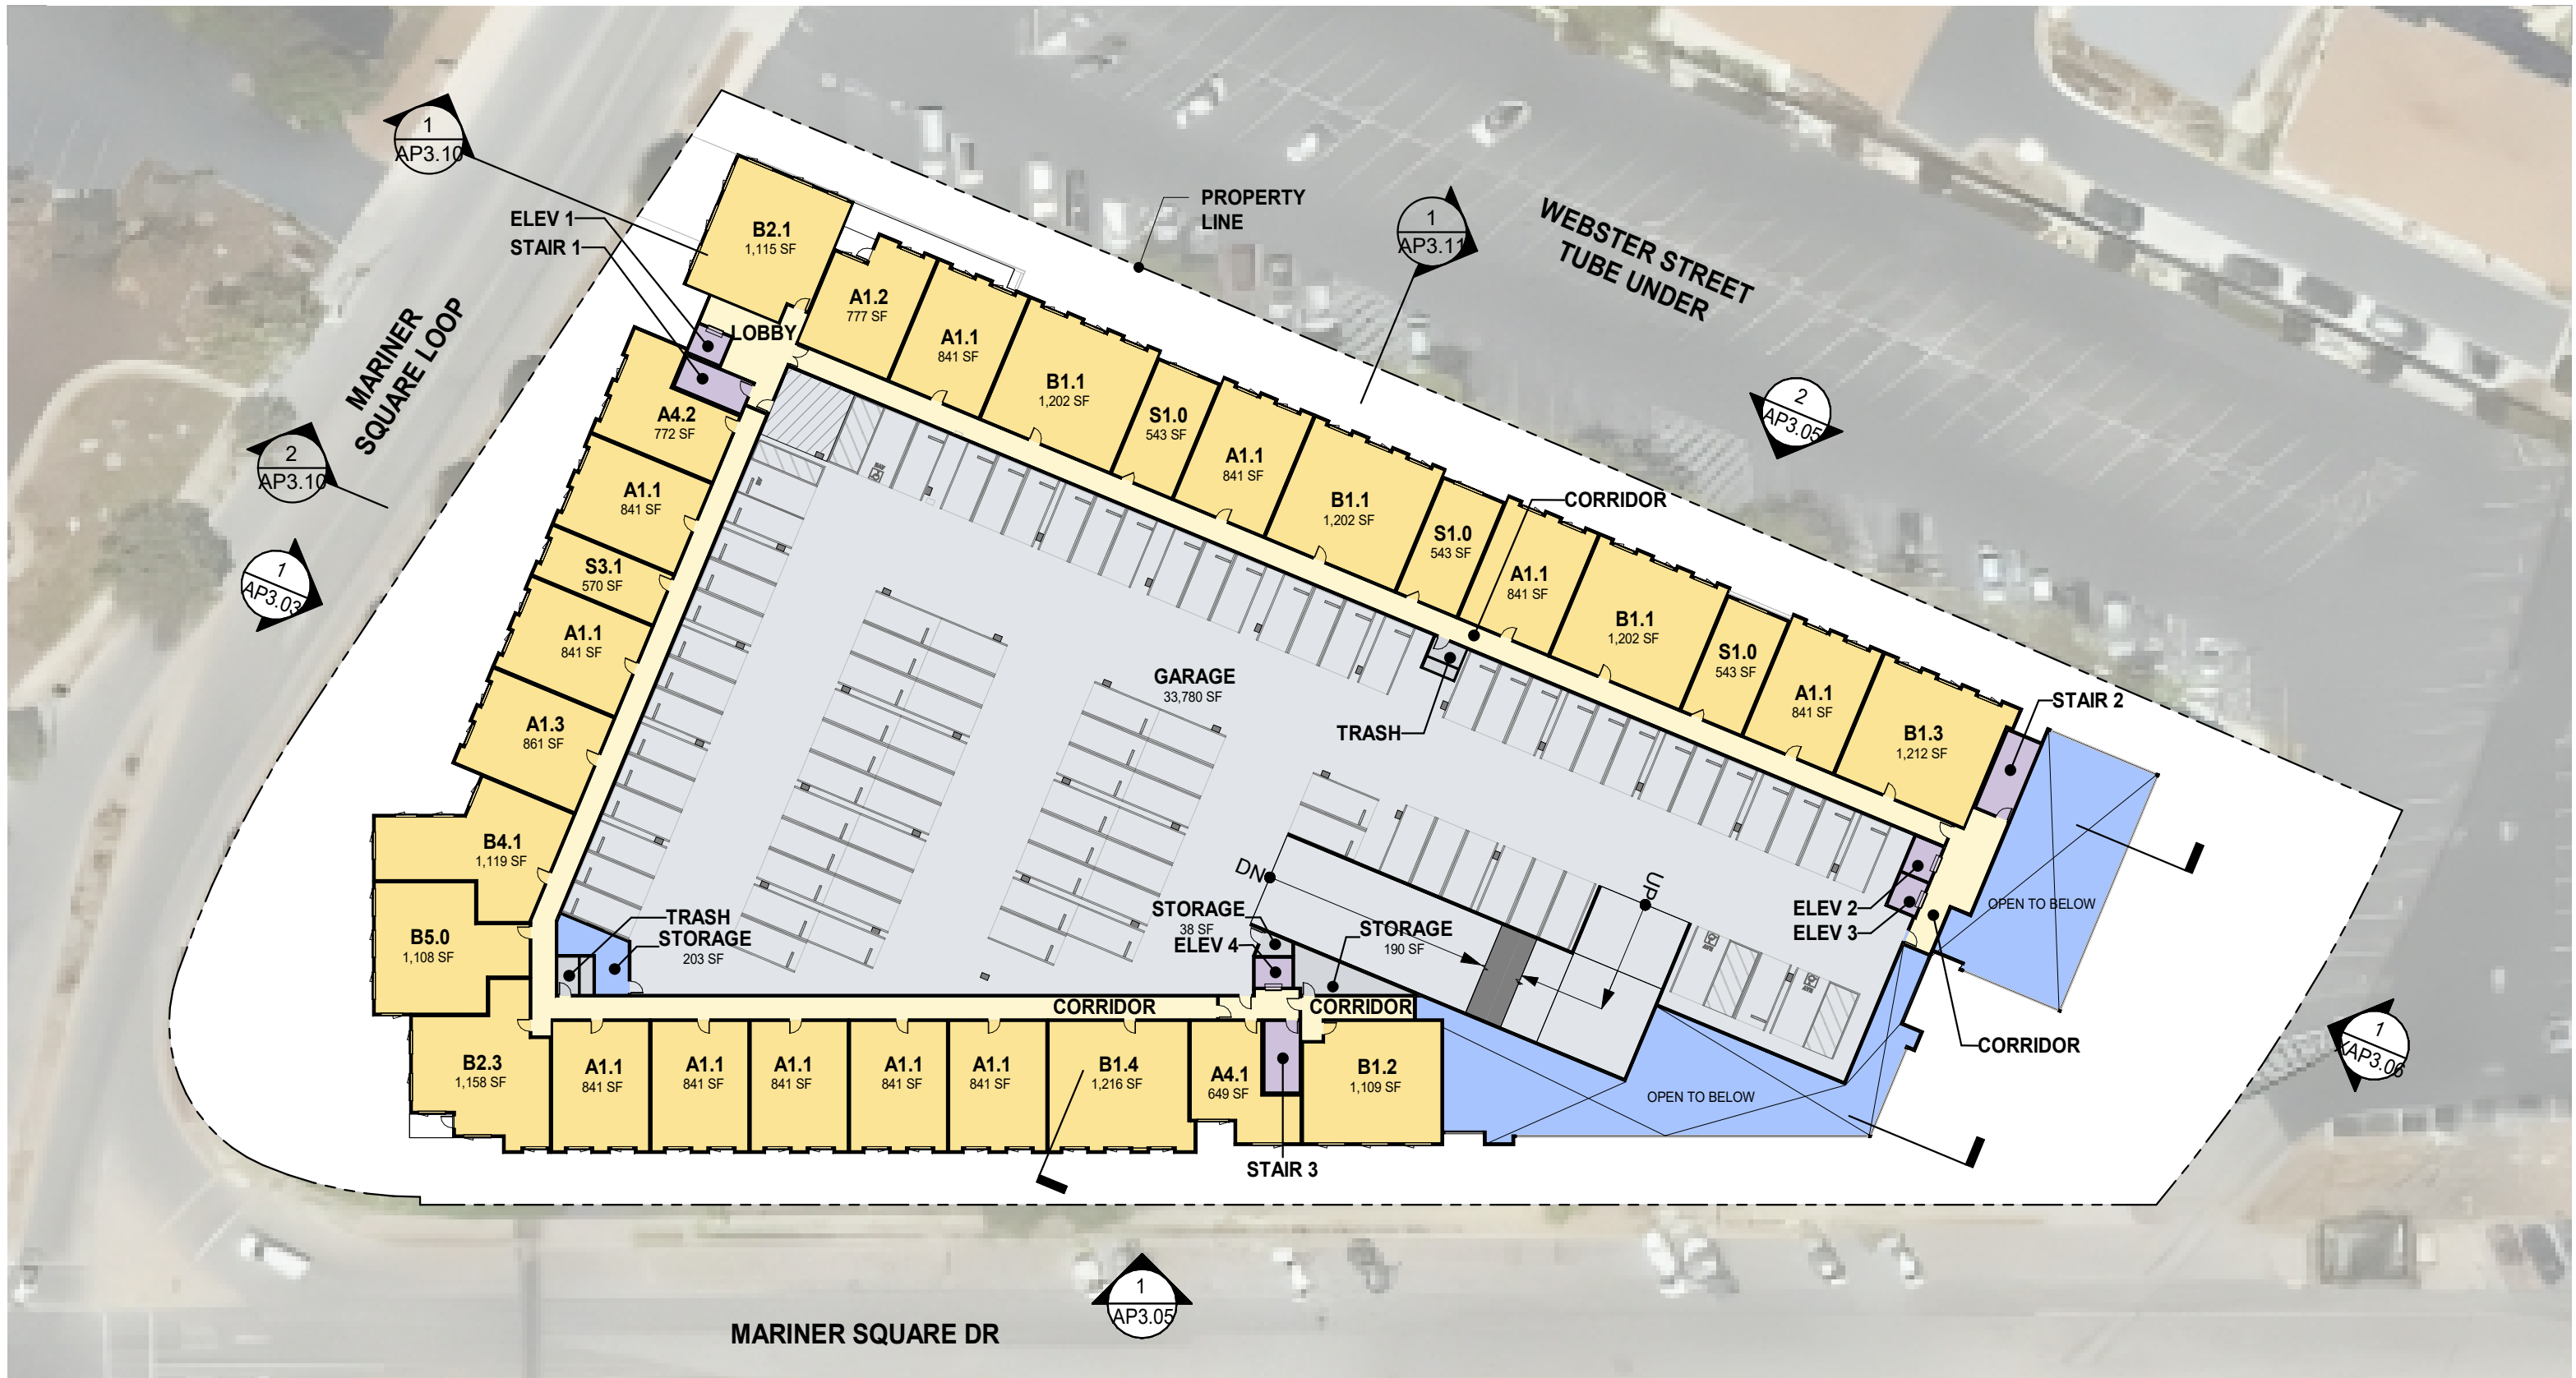 1
AP3.10
ELEV 1
STAIR 1
PROPERTY
LINE
1
AP3.11
WEBSTER STREET
TUBE UNDER
MARINER
SQUARE LOOP
2
AP3.10
1
AP3.03
2
AP3.05
B2.1
1,115 SF
LOBBY
A1.2
777 SF
A1.1
841 SF
B1.1
1,202 SF
S1.0
543 SF
A1.1
841 SF
B1.1
1,202 SF
S1.0
543 SF
CORRIDOR
A1.1
841 SF
B1.1
1,202 SF
S1.0
543 SF
A1.1
841 SF
B1.3
1,212 SF
STAIR 2
A4.2
772 SF
A1.1
841 SF
S3.1
570 SF
A1.1
841 SF
A1.3
861 SF
B4.1
1,119 SF
B5.0
1,108 SF
B2.3
1,158 SF
GARAGE
33,780 SF
TRASH
DN
UP
TRASH
STORAGE
203 SF
STORAGE
38 SF
ELEV 4
STORAGE
190 SF
ELEV 2
ELEV 3
OPEN TO BELOW
CORRIDOR
CORRIDOR
CORRIDOR
1
XAP3.06
A1.1
841 SF
A1.1
841 SF
A1.1
841 SF
A1.1
841 SF
A1.1
841 SF
B1.4
1,216 SF
A4.1
649 SF
B1.2
1,109 SF
OPEN TO BELOW
STAIR 3
1
AP3.05
MARINER SQUARE DR